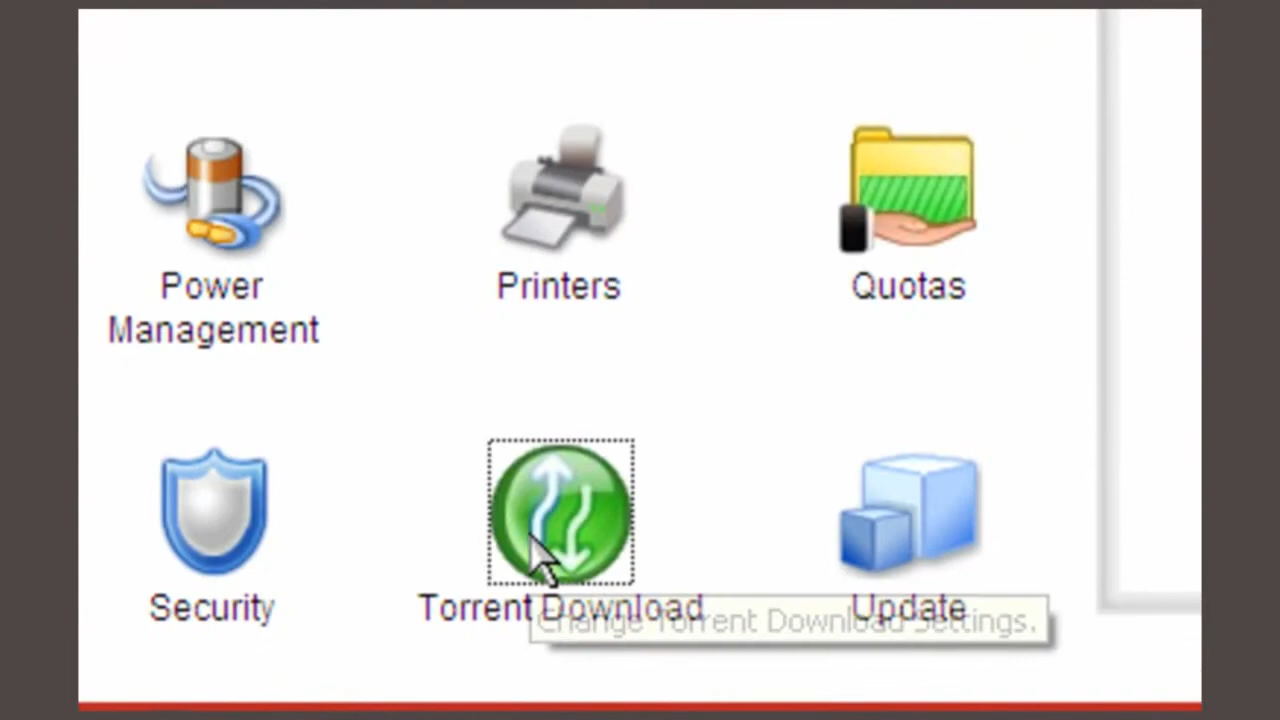 Power
Management
Printers
Quotas
Security
Torrent Download
Update
Change Torrent Download Settings.